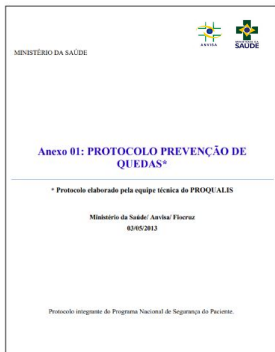 ANVISA
SAÚDE
MINISTÉRIO DA SAÚDE
Anexo 01: PROTOCOLO PREVENÇÃO DE
QUEDAS*
* Protocolo elaborado pela equipe técnica do PROQUALIS
Ministério da Saúde/ Anvisa/ Fiocruz
03/05/2013
Protocolo integrante do Programa Nacional de Segurança do Paciente.